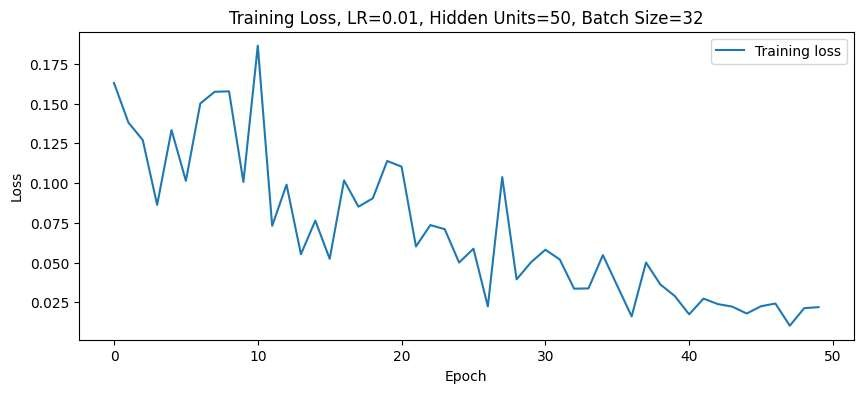 Training Loss, LR=0.01, Hidden Units=50, Batch Size=32
Training loss
0.175
0.150
0.125
0.100
0.075
0.050
0.025
Loss
0 10 20 30 40 50
Epoch